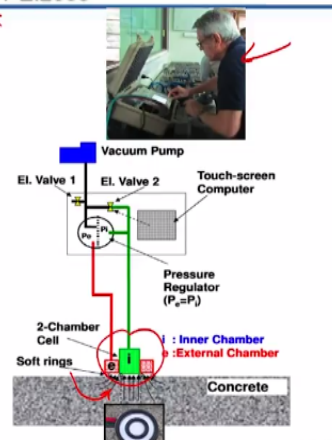 Vacuum Pump
El. Valve 1 El. Valve 2
Touch-screen
Computer
Pe Pi
Pressure
Regulator
(Pe=Pi)
2-Chamber
Cell
i : Inner Chamber
e :External Chamber
Soft rings
e i
Concrete